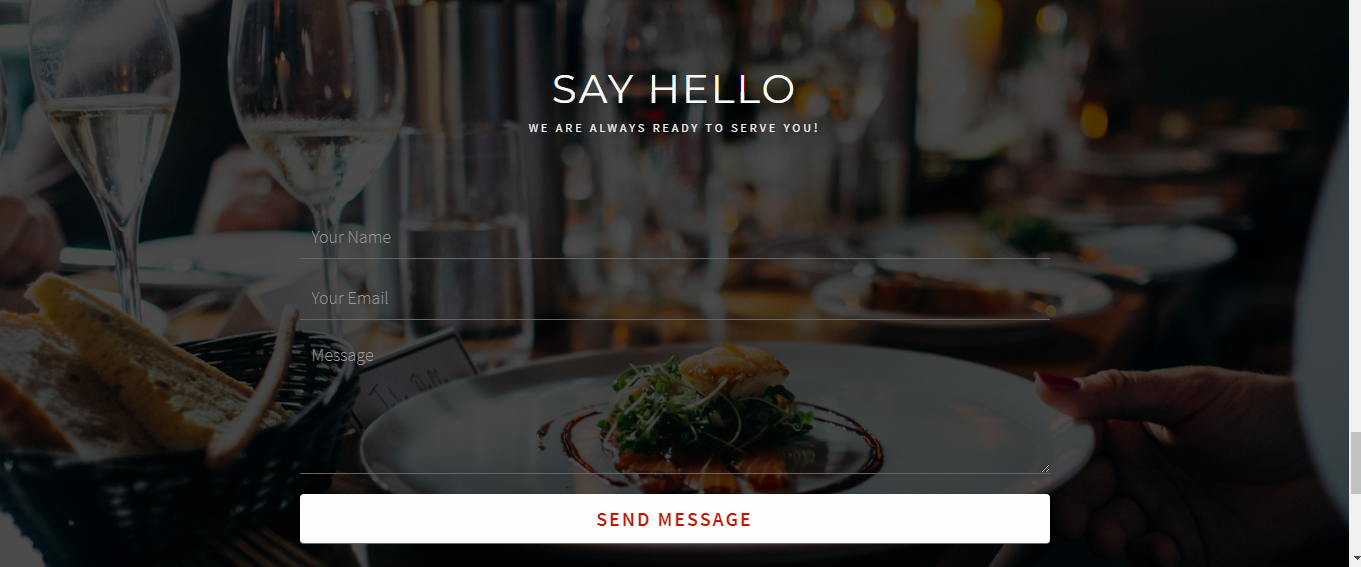 SAY HELLO
WE ARE ALWAYS READY TO SERVE YOU!
Your Name
Your Email
Message
SEND MESSAGE